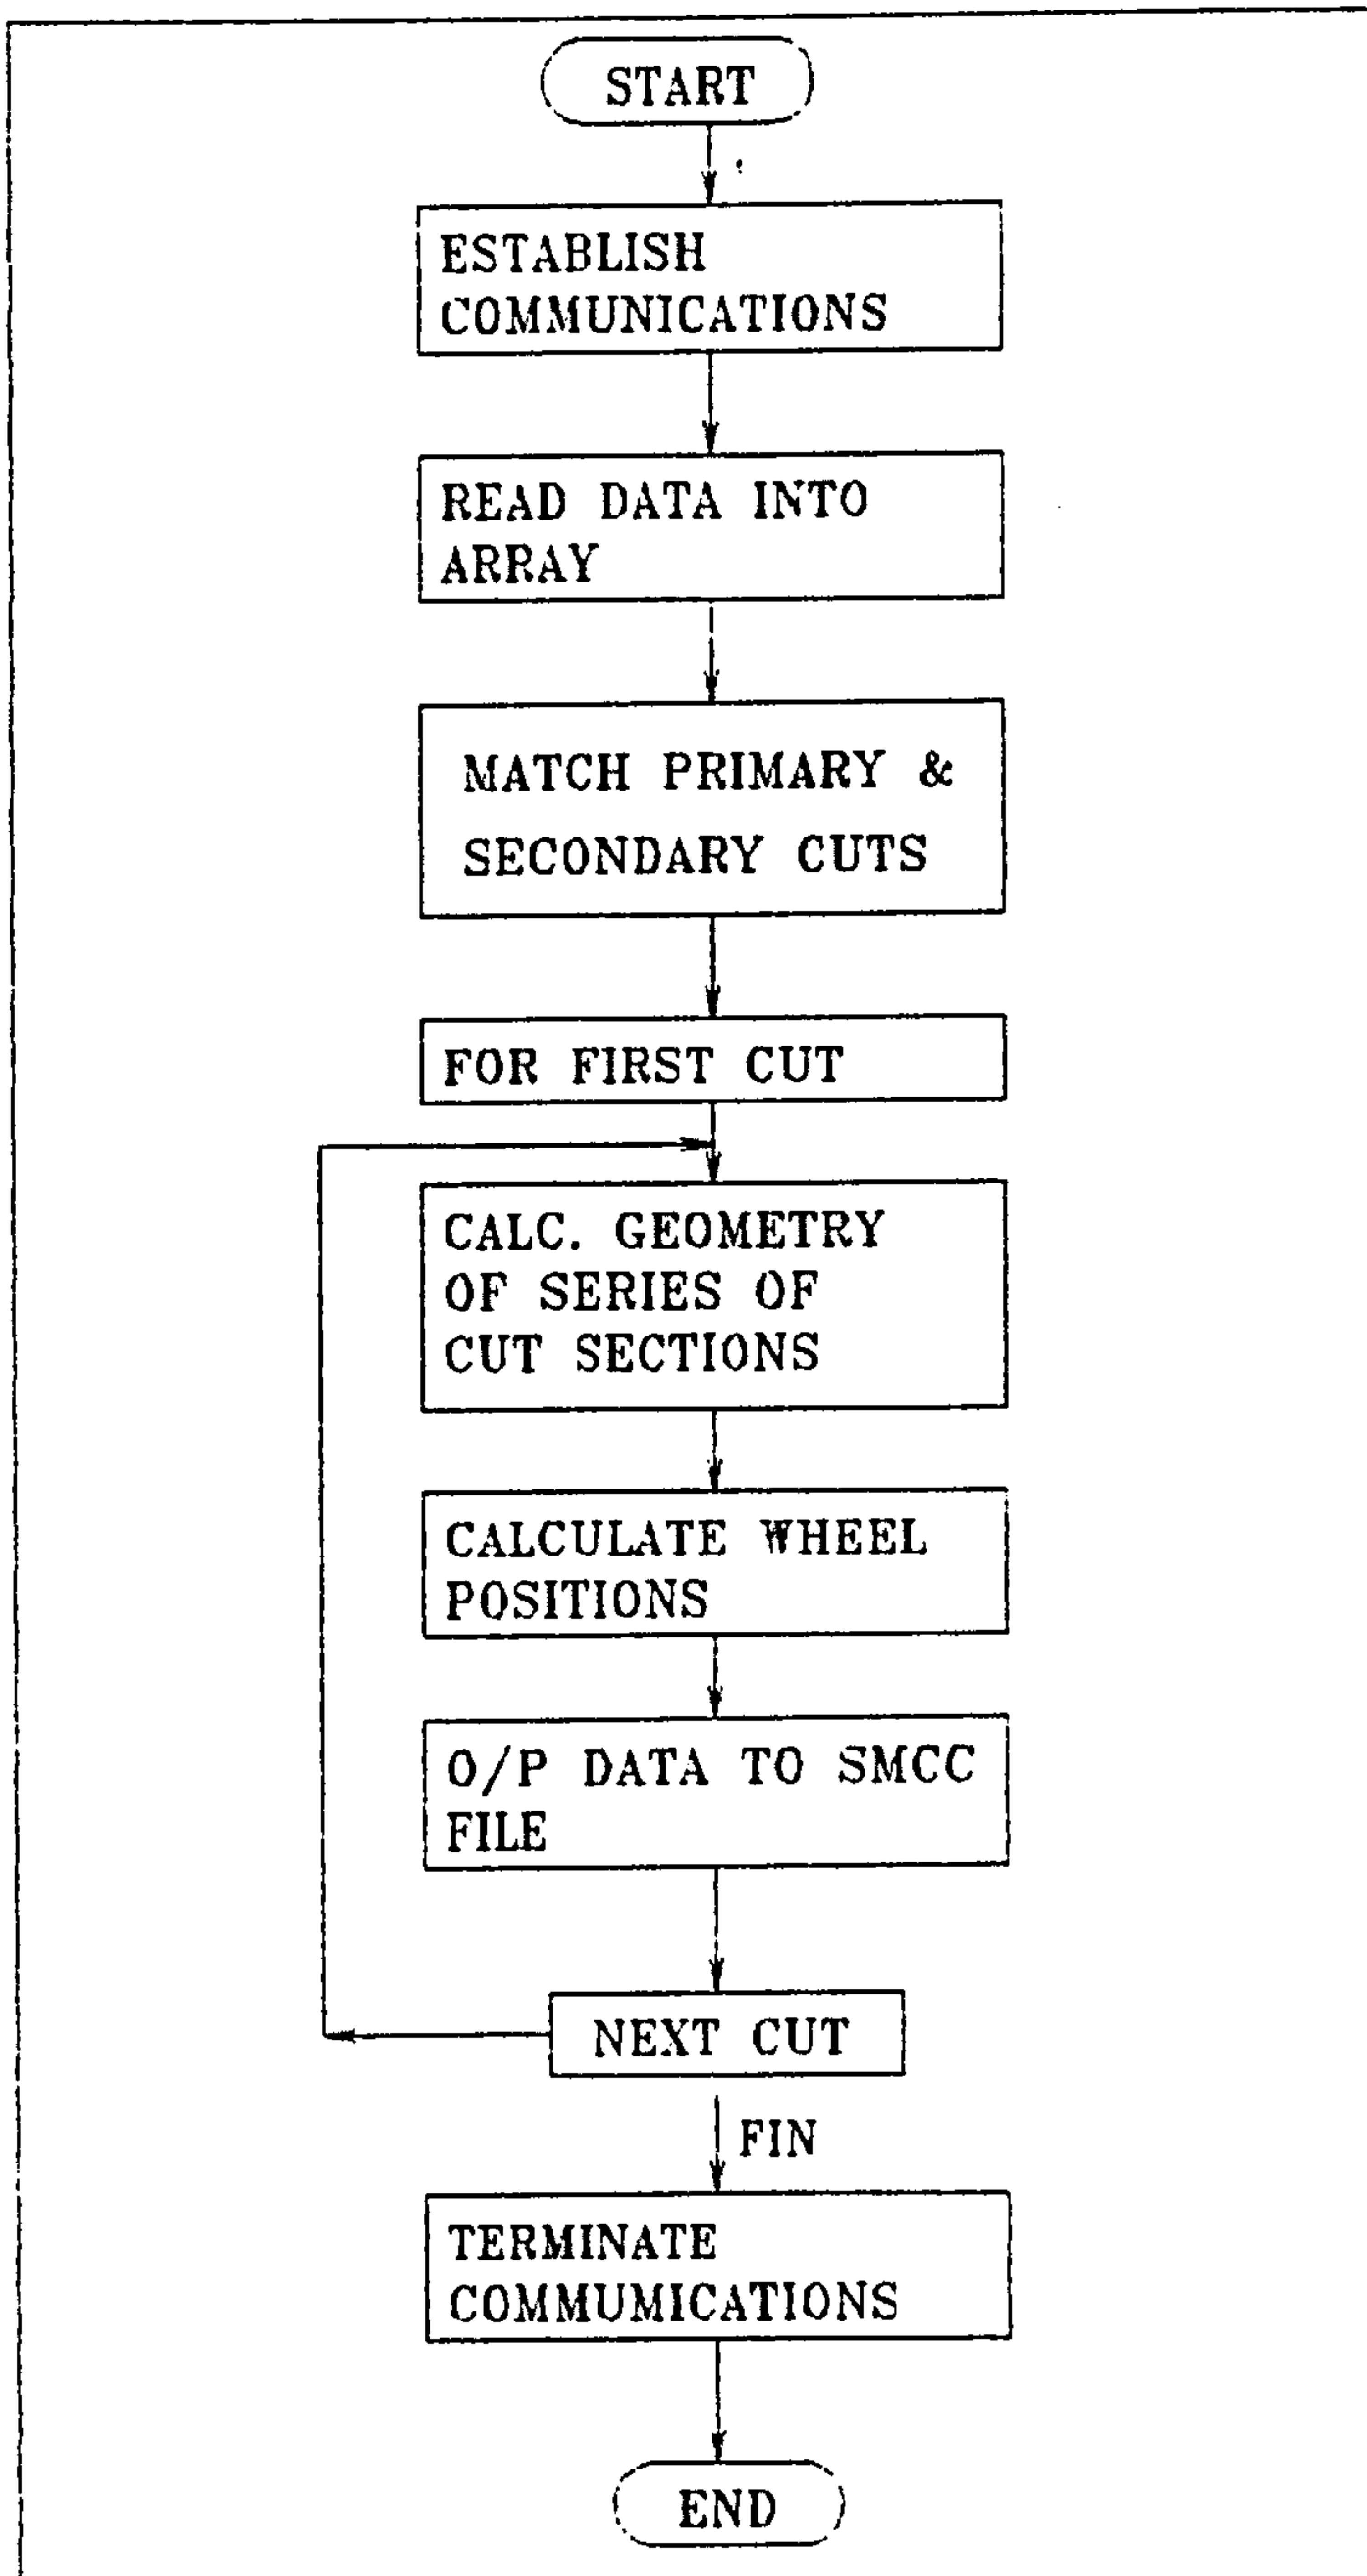 START
ESTABLISH
COMMUNICATIONS
READ DATA INTO
ARRAY
MATCH PRIMARY &
SECONDARY CUTS
FOR FIRST CUT
CALC. GEOMETRY
OF SERIES OF
CUT SECTIONS
CALCULATE WHEEL
POSITIONS
O/P DATA TO SMCC
FILE
NEXT CUT
FIN
TERMINATE
COMMUMICATIONS
END